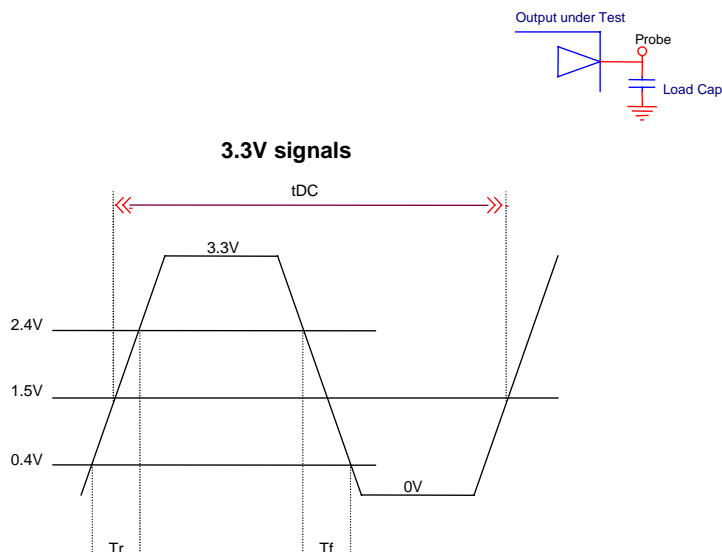 Output under Test
Probe
Load Cap
3.3V signals
tDC
3.3V
2.4V
1.5V
0.4V
0V
Tr
Tf